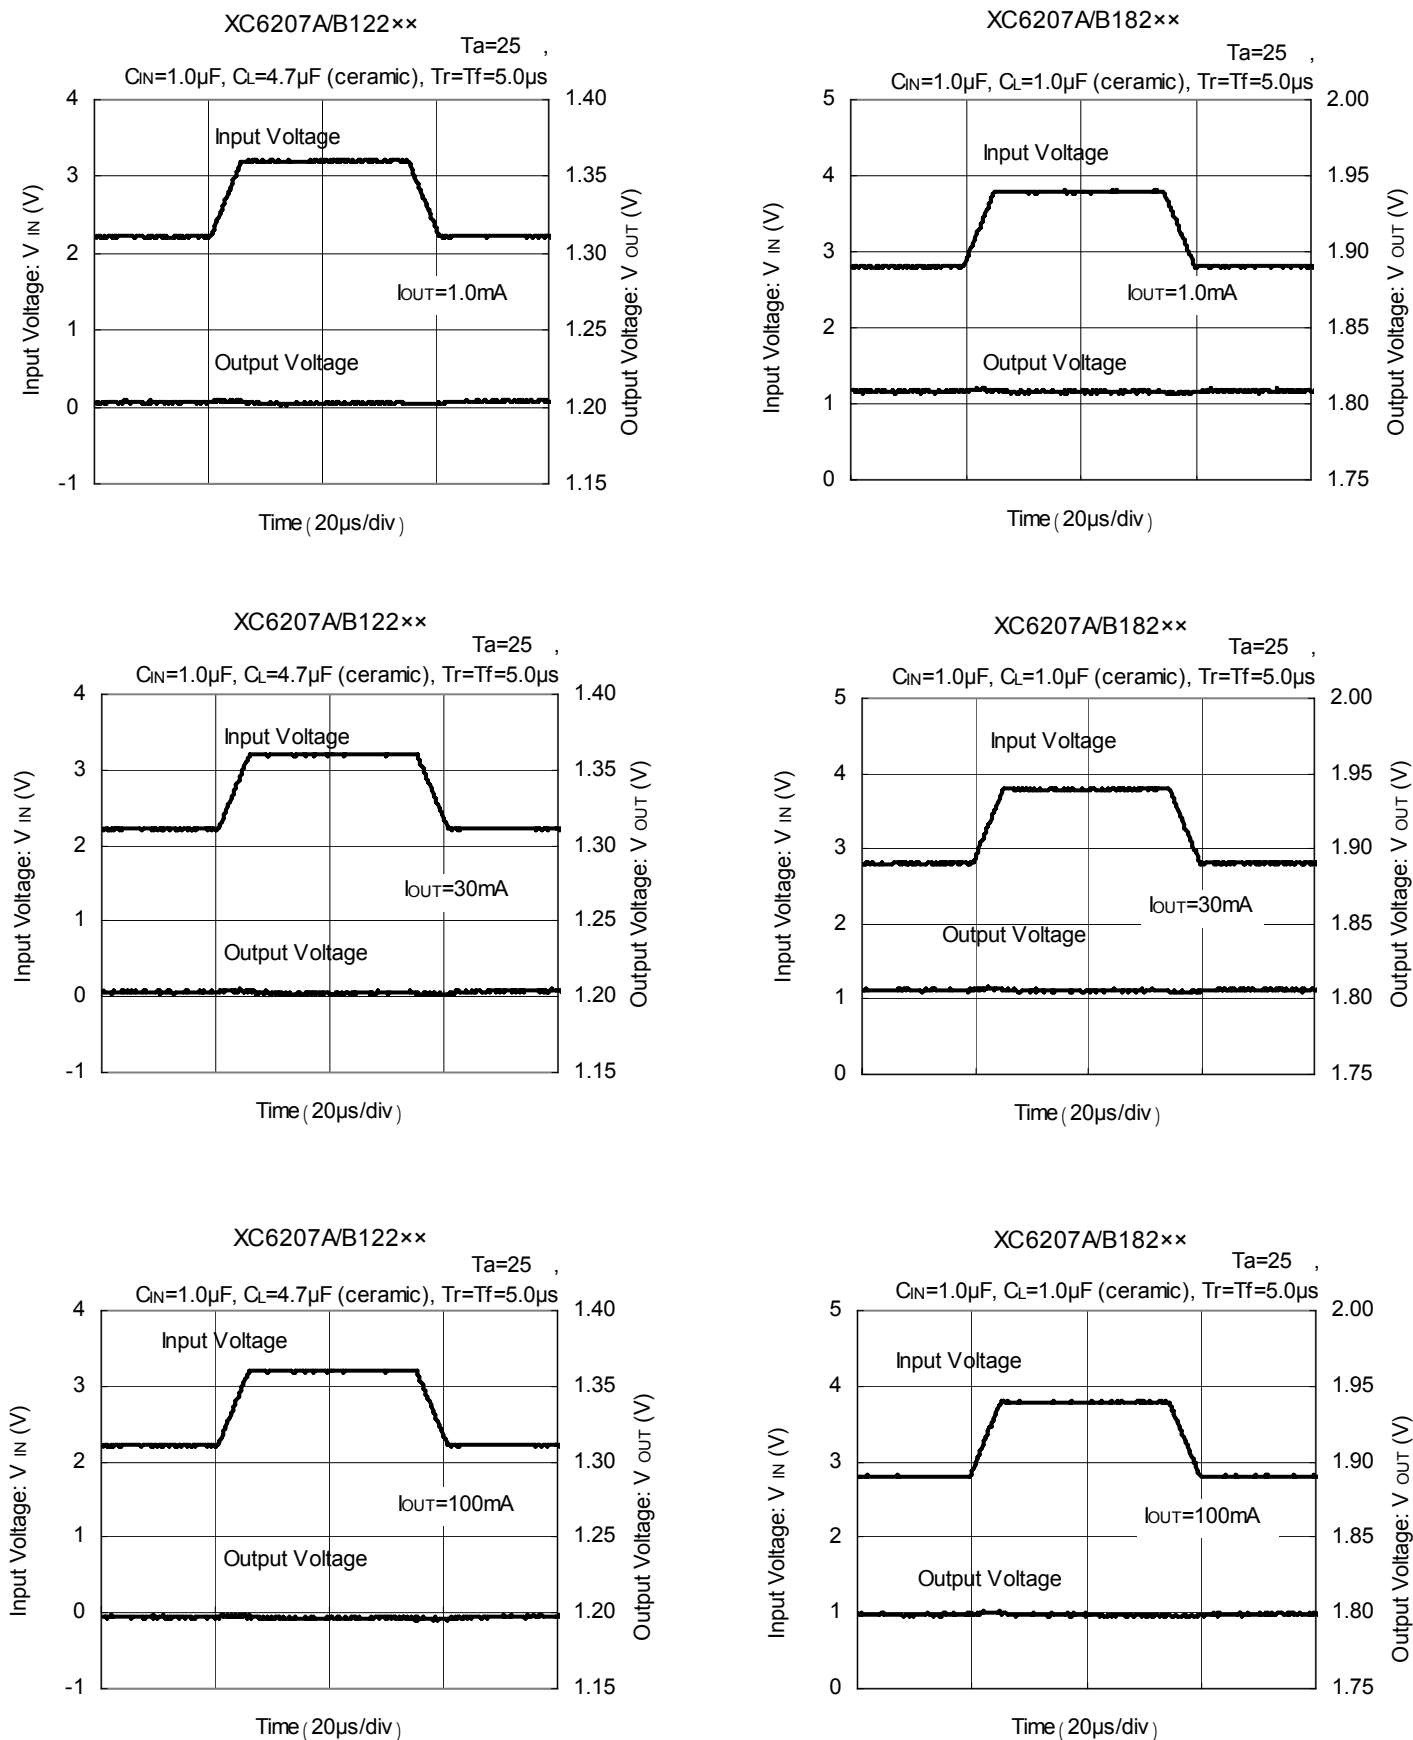 XC6207A/B122××
Ta=25 ,
CIN=1.0µF, CL=4.7µF (ceramic), Tr=Tf=5.0µs
4
3
2
1
0
-1
1.40
1.36
1.30
1.25
1.20
1.15
Input Voltage: V IN (V)
Output Voltage: V OUT (V)
Input Voltage
IOUT=1.0mA
Output Voltage
Time ( 20µs/div )
XC6207A/B182××
Ta=25 ,
CIN=1.0µF, CL=1.0µF (ceramic), Tr=Tf=5.0µs
5
4
3
2
1
0
2.00
1.94
1.90
1.85
1.80
1.75
Input Voltage: V IN (V)
Output Voltage: V OUT (V)
Input Voltage
IOUT=1.0mA
Output Voltage
Time ( 20µs/div )
XC6207A/B122××
Ta=25 ,
CIN=1.0µF, CL=4.7µF (ceramic), Tr=Tf=5.0µs
4
3
2
1
0
-1
1.40
1.36
1.30
1.25
1.20
1.15
Input Voltage: V IN (V)
Output Voltage: V OUT (V)
Input Voltage
IOUT=30mA
Output Voltage
Time ( 20µs/div )
XC6207A/B182××
Ta=25 ,
CIN=1.0µF, CL=1.0µF (ceramic), Tr=Tf=5.0µs
5
4
3
2
1
0
2.00
1.94
1.90
1.85
1.80
1.75
Input Voltage: V IN (V)
Output Voltage: V OUT (V)
Input Voltage
IOUT=30mA
Output Voltage
Time ( 20µs/div )
XC6207A/B122××
Ta=25 ,
CIN=1.0µF, CL=4.7µF (ceramic), Tr=Tf=5.0µs
4
3
2
1
0
-1
1.40
1.36
1.30
1.25
1.20
1.15
Input Voltage: V IN (V)
Output Voltage: V OUT (V)
Input Voltage
IOUT=100mA
Output Voltage
Time ( 20µs/div )
XC6207A/B182××
Ta=25 ,
CIN=1.0µF, CL=1.0µF (ceramic), Tr=Tf=5.0µs
5
4
3
2
1
0
2.00
1.94
1.90
1.85
1.80
1.75
Input Voltage: V IN (V)
Output Voltage: V OUT (V)
Input Voltage
IOUT=100mA
Output Voltage
Time ( 20µs/div )